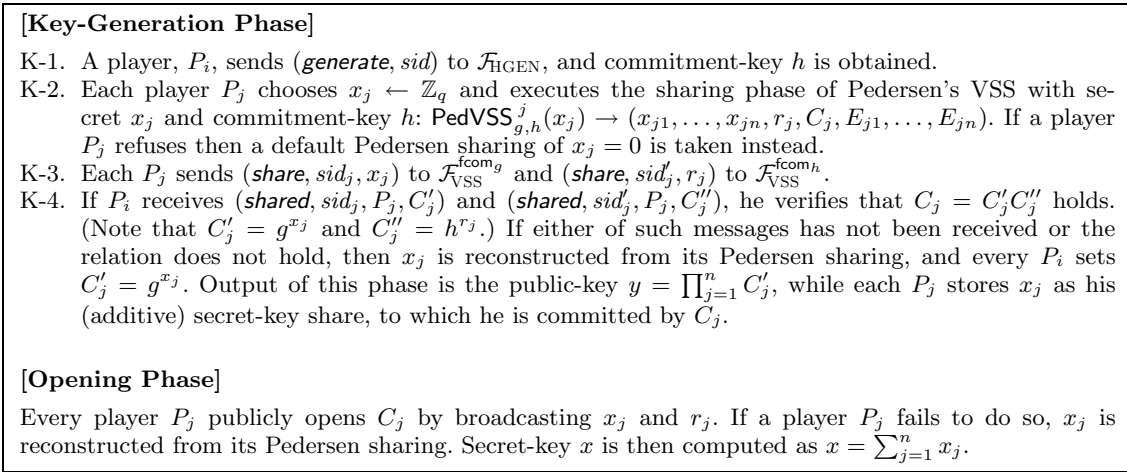 [Key-Generation Phase]
K-1. A player, P_i, sends (generate, sid) to F_HGEN, and commitment-key h is obtained.
K-2. Each player P_j chooses x_j ← ℤ_q and executes the sharing phase of Pedersen's VSS with se-
cret x_j and commitment-key h: PedVSS^j_{g,h}(x_j) → (x_{j1}, . . . , x_{jn}, r_j, C_j, E_{j1}, . . . , E_{jn}). If a player
P_j refuses then a default Pedersen sharing of x_j = 0 is taken instead.
K-3. Each P_j sends (share, sid_j, x_j) to F_VSS^{fcom_g} and (share, sid'_j, r_j) to F_VSS^{fcom_h}.
K-4. If P_i receives (shared, sid_j, P_j, C'_j) and (shared, sid'_j, P_j, C''_j), he verifies that C_j = C'_jC''_j holds.
(Note that C'_j = g^{x_j} and C''_j = h^{r_j}.) If either of such messages has not been received or the
relation does not hold, then x_j is reconstructed from its Pedersen sharing, and every P_i sets
C'_j = g^{x_j}. Output of this phase is the public-key y = ∏_{j=1}^n C'_j, while each P_j stores x_j as his
(additive) secret-key share, to which he is committed by C_j.
[Opening Phase]
Every player P_j publicly opens C_j by broadcasting x_j and r_j. If a player P_j fails to do so, x_j is
reconstructed from its Pedersen sharing. Secret-key x is then computed as x = ∑_{j=1}^n x_j.